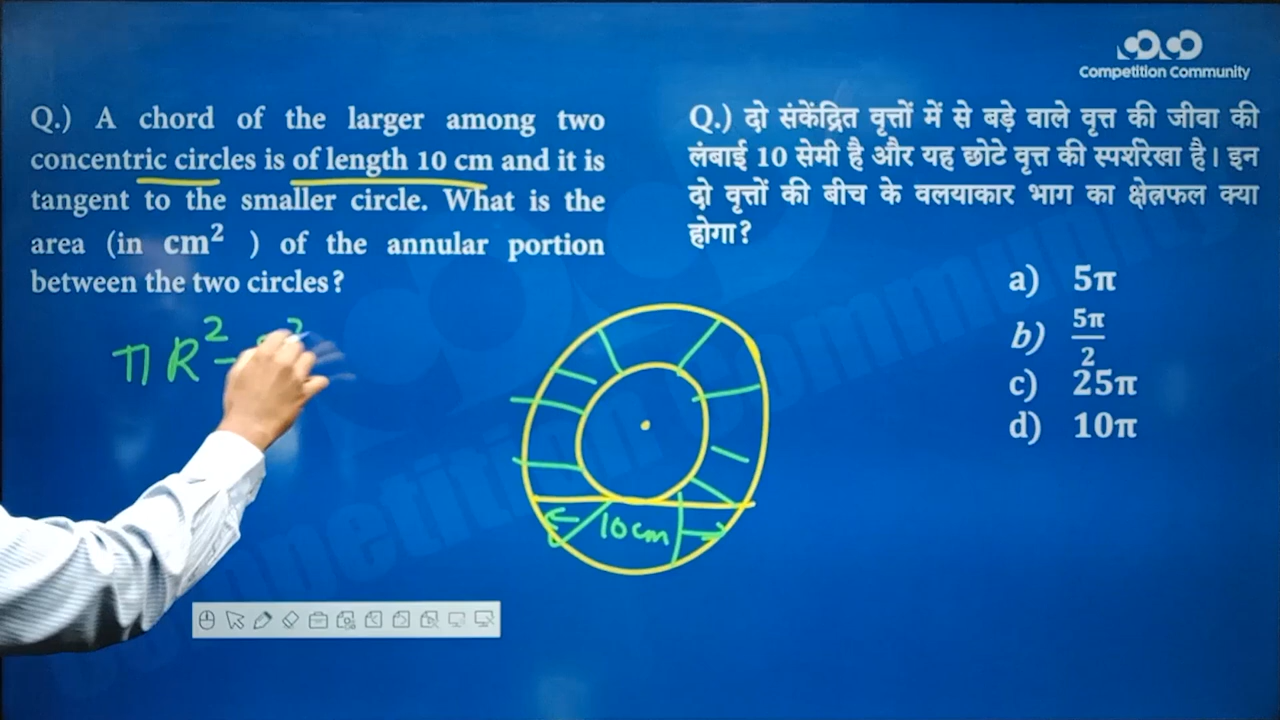 Competition Community
Q.) A chord of the larger among two
concentric circles is of length 10 cm and it is
tangent to the smaller circle. What is the
area (in cm² ) of the annular portion
between the two circles?
Q.) दो संकेंद्रित वृत्तों में से बड़े वाले वृत्त की जीवा की
लंबाई 10 सेमी है और यह छोटे वृत्त की स्पर्शरेखा है। इन
दो वृत्तों की बीच के वलयाकार भाग का क्षेत्रफल क्या
होगा?
a) 5π
b) 5π/2
c) 25π
d) 10π
πR² -
10cm